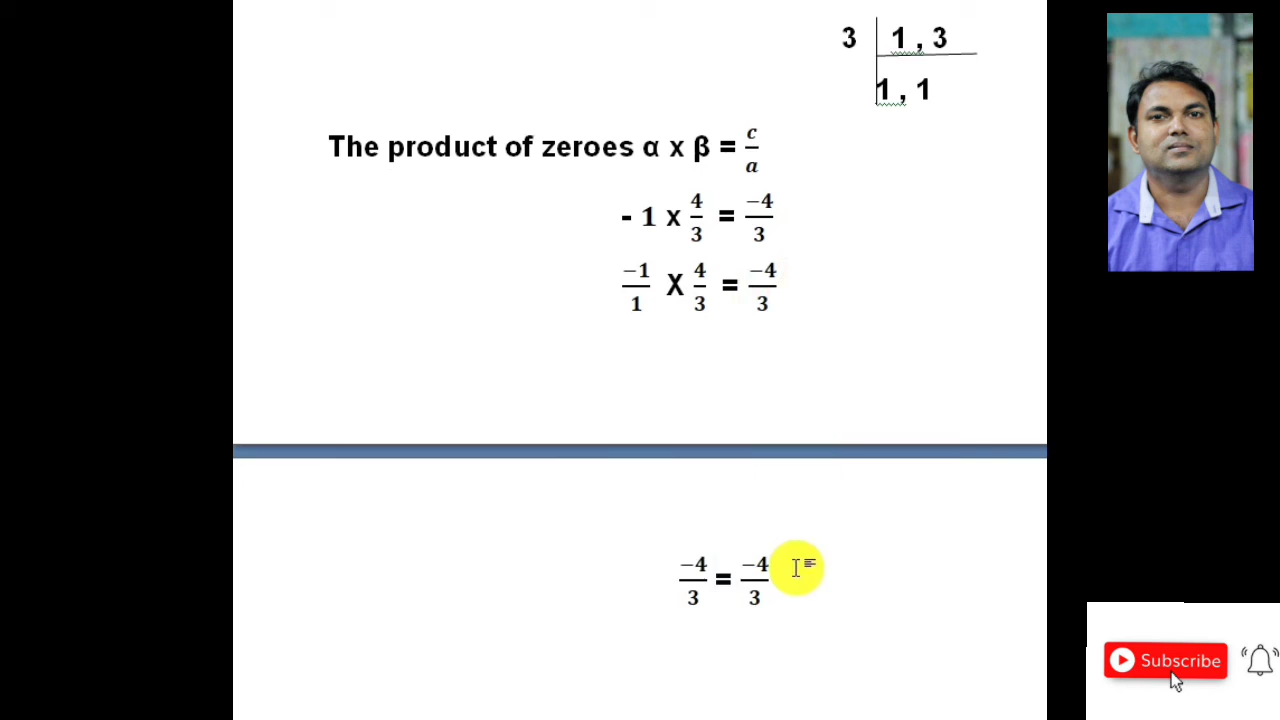 3 | 1 , 3
1 , 1
The product of zeroes α x β = c/a
- 1 x 4/3 = −4/3
−1/1 X 4/3 = −4/3
−4/3 = −4/3
Subscribe